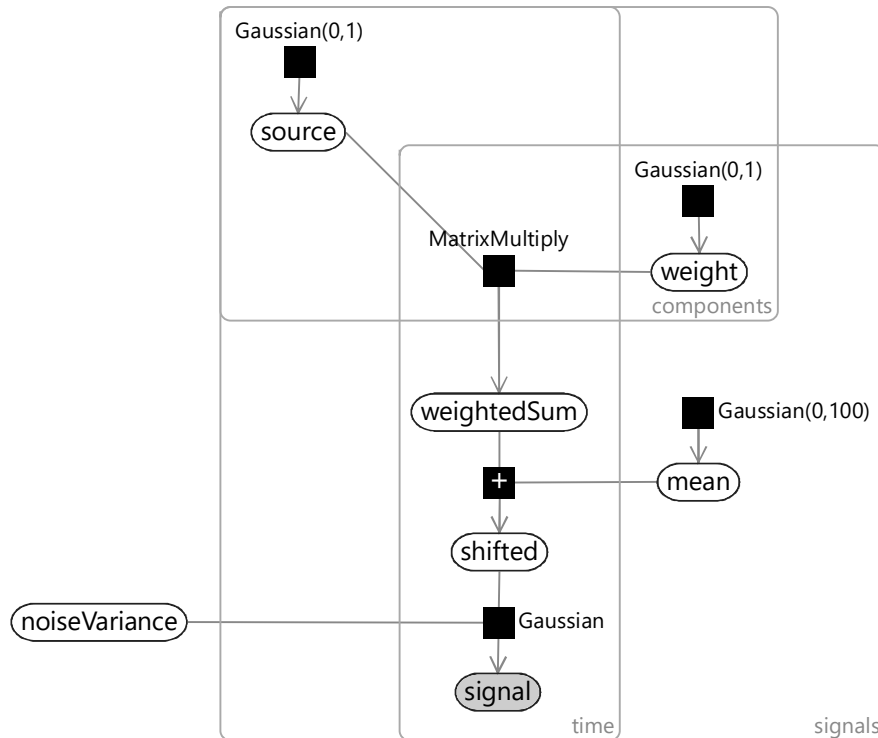 Gaussian(0,1)
source
Gaussian(0,1)
MatrixMultiply
weight
components
weightedSum
Gaussian(0,100)
+
mean
shifted
noiseVariance
Gaussian
signal
time
signals